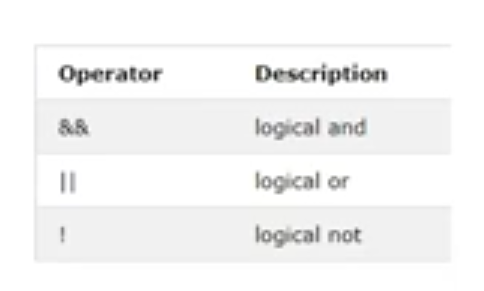 Operator Description
&& logical and
|| logical or
! logical not